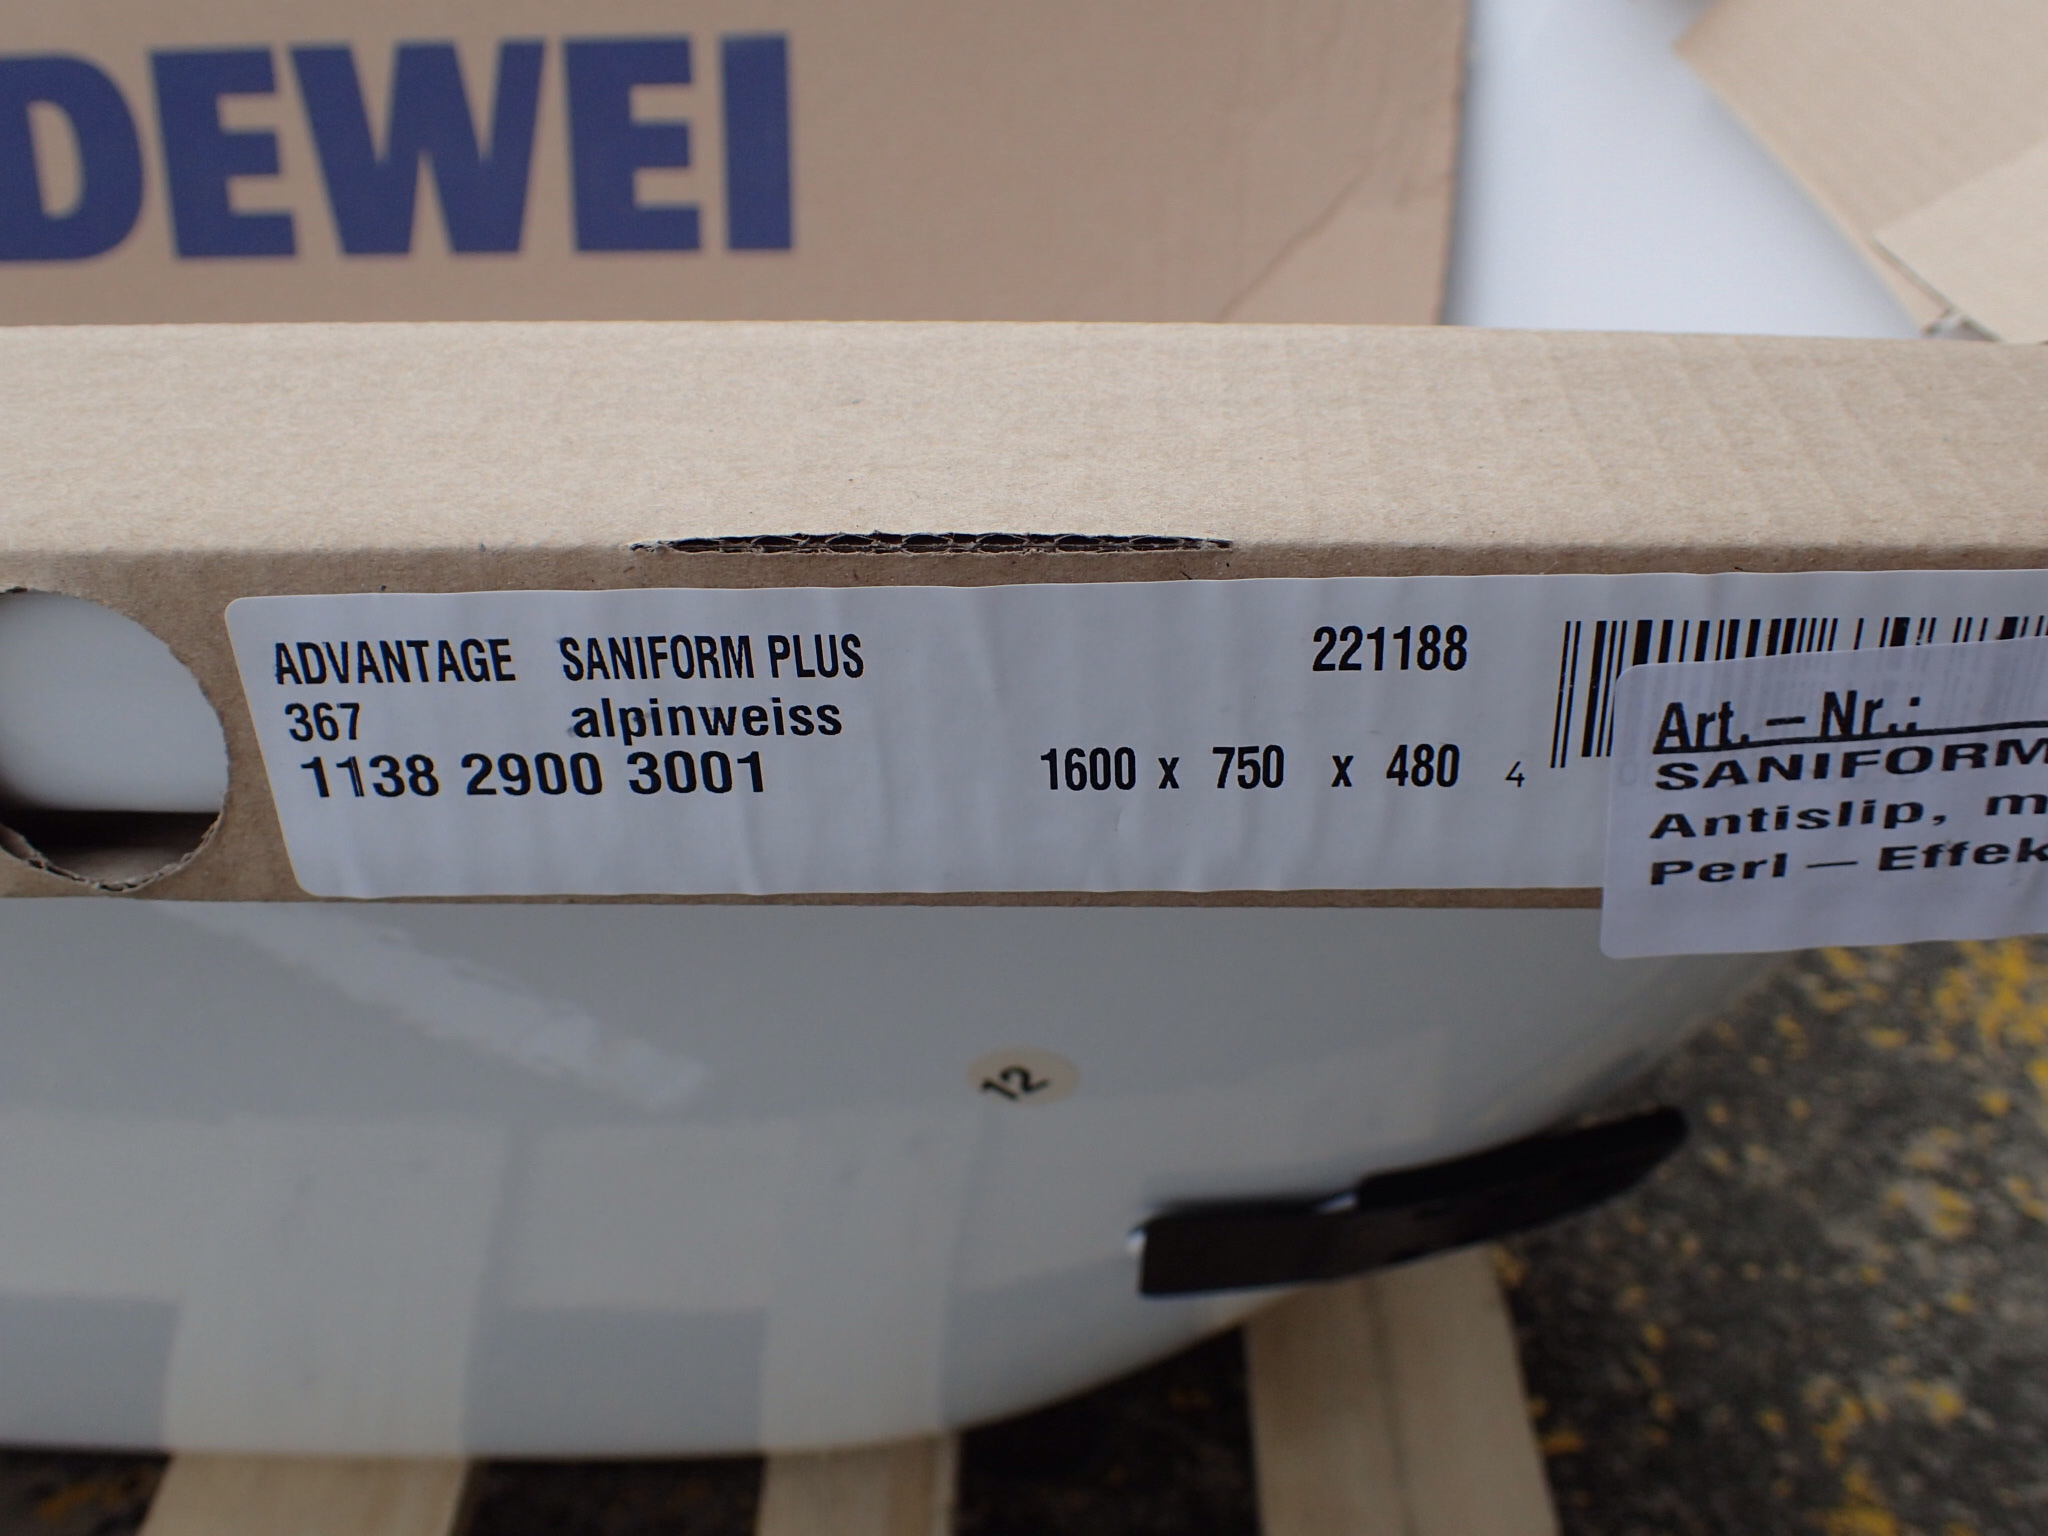 DEWEI
ADVANTAGE SANIFORM PLUS 221188
367 alpinweiss
1138 2900 3001 1600 x 750 x 480 4
Art.-Nr.:
SANIFORM
Antislip, m
Perl-Effek
12